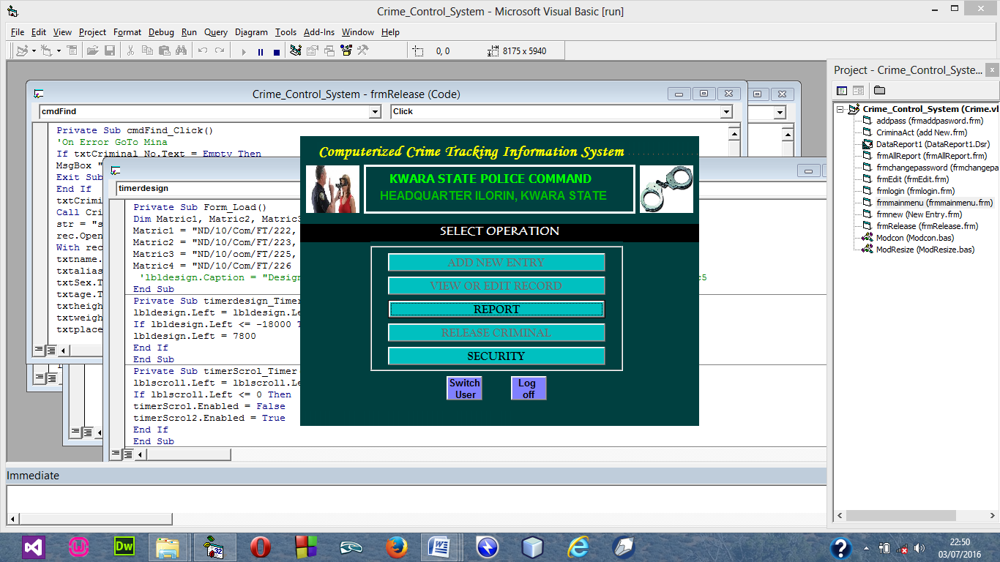 Crime_Control_System - Microsoft Visual Basic [run]
File Edit View Project Format Debug Run Query Diagram Tools Add-Ins Window Help
0, 0 8175 x 5940
Project - Crime_Control_Syste...
Crime_Control_System (Crime.vl
addpass (frmaddpasword.frm)
CriminaAct (add New.frm)
DataReport1 (DataReport1.Dsr)
frmAllReport (frmAllReport.frm)
frmchangepassword (frmchangepa
frmEdit (frmEdit.frm)
frmlogin (frmlogin.frm)
frmmainmenu (frmmainmenu.frm)
frmnew (New Entry.frm)
frmRelease (frmRelease.frm)
Modcon (Modcon.bas)
ModResize (ModResize.bas)
Crime_Control_System - frmRelease (Code)
cmdFind Click
Private Sub cmdFind_Click()
'On Error GoTo Mina
If txtCriminal_No.Text = Empty Then
MsgBox "
Exit Sub
End If
txtCrimi
Call Cri
str = "s
rec.Open
With rec
txtname.
txtalias
txtSex.T
txtage.T
txtheigh
txtweigh
txtplace
timerdesign
Private Sub Form_Load()
Dim Matric1, Matric2, Matric3
Matric1 = "ND/10/Com/FT/222,
Matric2 = "ND/10/Com/FT/223,
Matric3 = "ND/10/oom/FT/225,
Matric4 = "ND/10/Com/FT/226
'lbldesign.Caption = "Desig c5
End Sub
Private Sub timerdesign_Timer
lbldesign.Left = lbldesign.Le
If lbldesign.Left <= -18000 T
lbldesign.Left = 7800
End If
End Sub
Private Sub timerScrol_Timer(
lblscroll.Left = lblscroll.Le
If lblscroll.Left <= 0 Then
timerScrol.Enabled = False
timerScrol2.Enabled = True
End If
End Sub
Computerized Crime Tracking Information System
KWARA STATE POLICE COMMAND
HEADQUARTER ILORIN, KWARA STATE
SELECT OPERATION
ADD NEW ENTRY
VIEW OR EDIT RECORD
REPORT
RELEASE CRIMINAL
SECURITY
Switch User
Log off
Immediate
Dw
32
22:50
03/07/2016